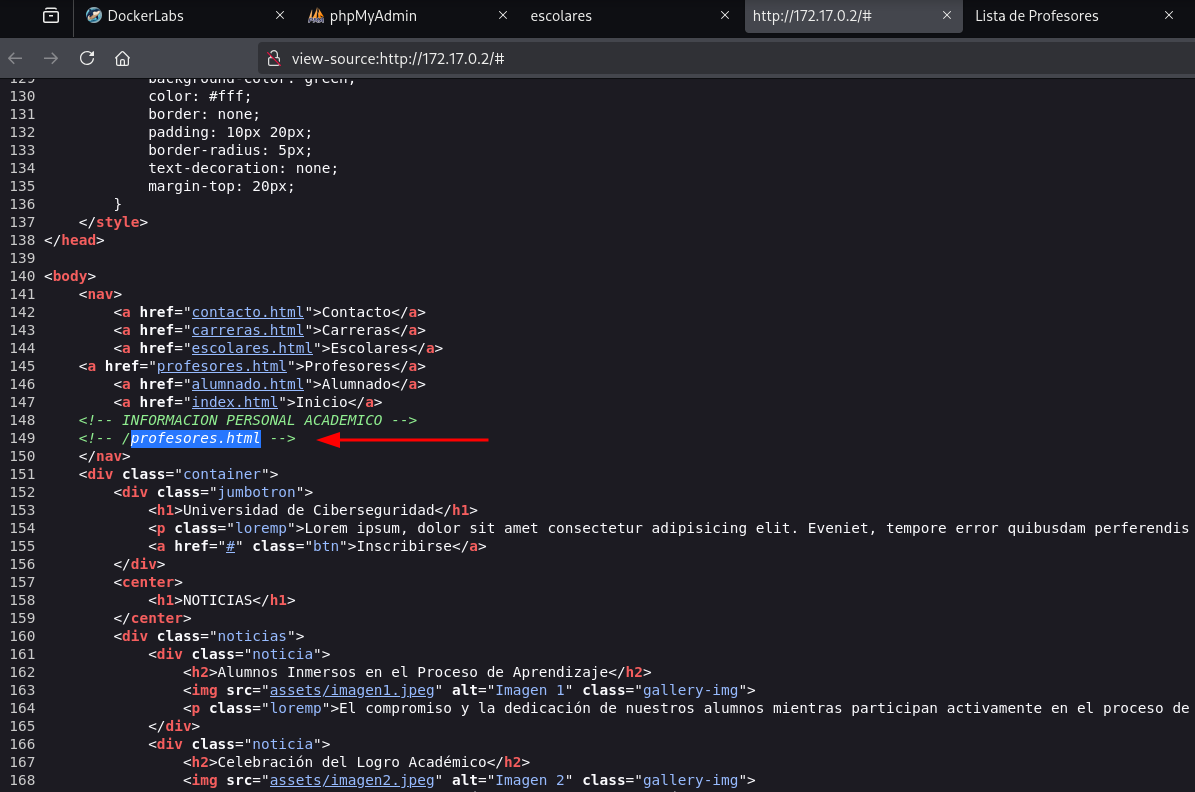 DockerLabs
phpMyAdmin
escolares
http://172.17.0.2/#
Lista de Profesores
view-source:http://172.17.0.2/#
129 background-color: green;
130 color: #fff;
131 border: none;
132 padding: 10px 20px;
133 border-radius: 5px;
134 text-decoration: none;
135 margin-top: 20px;
136 }
137 </style>
138 </head>
139
140 <body>
141 <nav>
142 <a href="contacto.html">Contacto</a>
143 <a href="carreras.html">Carreras</a>
144 <a href="escolares.html">Escolares</a>
145 <a href="profesores.html">Profesores</a>
146 <a href="alumnado.html">Alumnado</a>
147 <a href="index.html">Inicio</a>
148 <!-- INFORMACION PERSONAL ACADEMICO -->
149 <!-- /profesores.html -->
150 </nav>
151 <div class="container">
152 <div class="jumbotron">
153 <h1>Universidad de Ciberseguridad</h1>
154 <p class="loremp">Lorem ipsum, dolor sit amet consectetur adipisicing elit. Eveniet, tempore error quibusdam perferendis
155 <a href="#" class="btn">Inscribirse</a>
156 </div>
157 <center>
158 <h1>NOTICIAS</h1>
159 </center>
160 <div class="noticias">
161 <div class="noticia">
162 <h2>Alumnos Inmersos en el Proceso de Aprendizaje</h2>
163 <img src="assets/imagen1.jpeg" alt="Imagen 1" class="gallery-img">
164 <p class="loremp">El compromiso y la dedicación de nuestros alumnos mientras participan activamente en el proceso de
165 </div>
166 <div class="noticia">
167 <h2>Celebración del Logro Académico</h2>
168 <img src="assets/imagen2.jpeg" alt="Imagen 2" class="gallery-img">